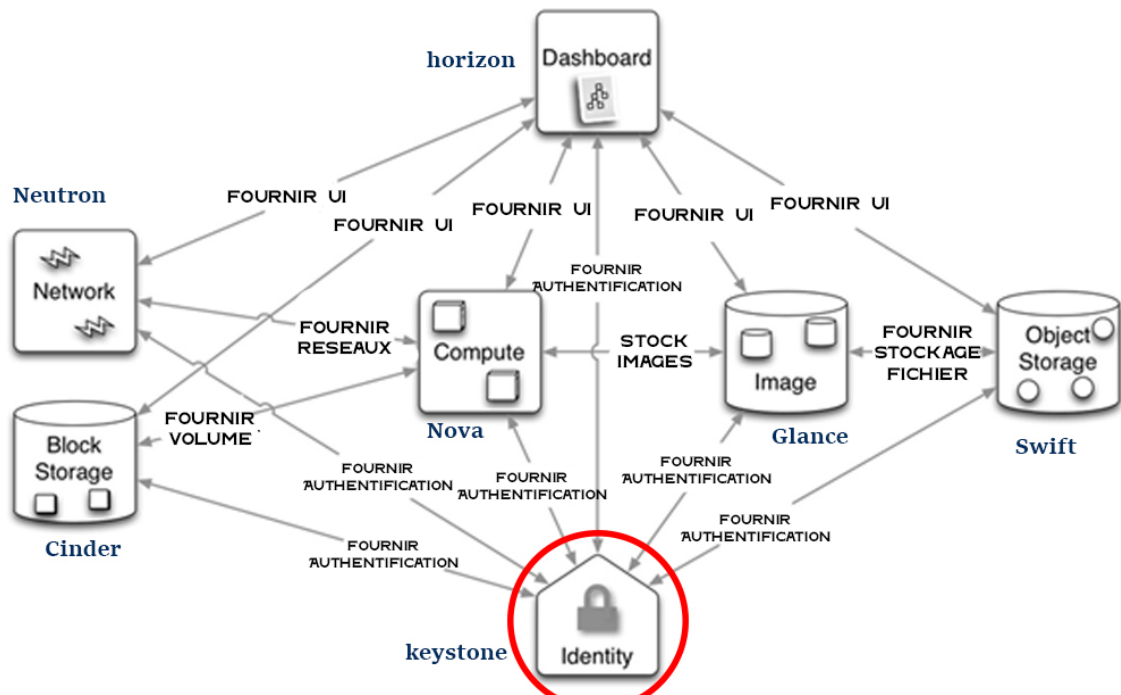 horizon
Dashboard
Neutron
FOURNIR UI
FOURNIR UI
FOURNIR UI
FOURNIR UI
FOURNIR UI
Network
FOURNIR
AUTHENTIFICATION
FOURNIR
RESEAUX
Compute
STOCK
IMAGES
Image
FOURNIR
STOCKAGE
FICHIER
Object
Storage
Block
Storage
FOURNIR
VOLUME
Nova
Glance
Swift
Cinder
FOURNIR
AUTHENTIFICATION
FOURNIR
AUTHENTIFICATION
FOURNIR
AUTHENTIFICATION
FOURNIR
AUTHENTIFICATION
FOURNIR
AUTHENTIFICATION
keystone
Identity